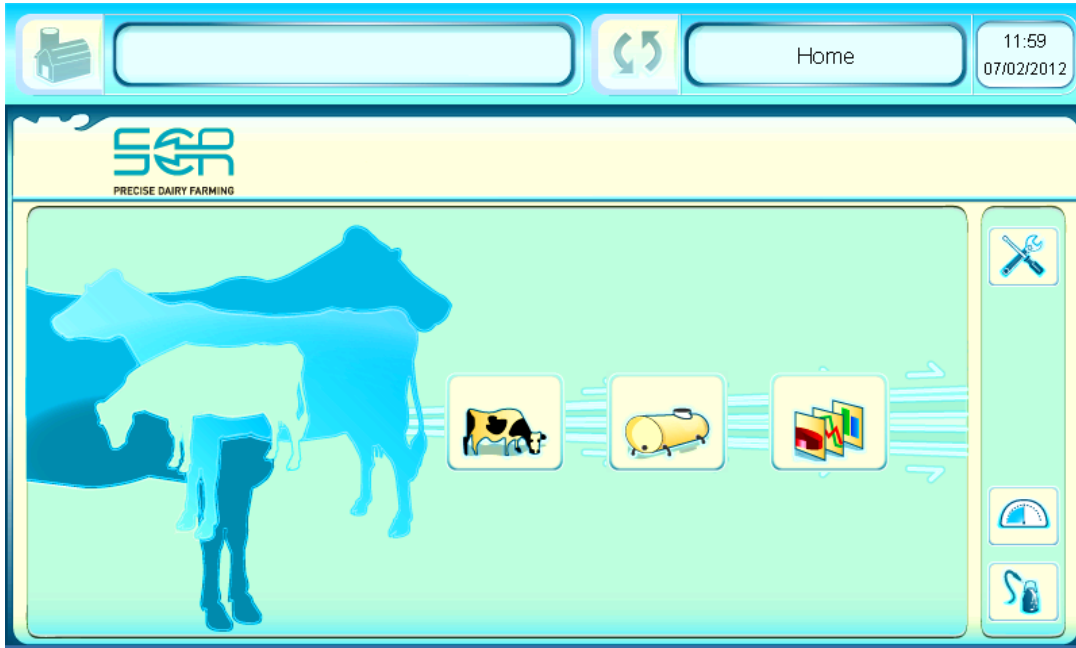 Home
11:59
07/02/2012
SCR
PRECISE DAIRY FARMING